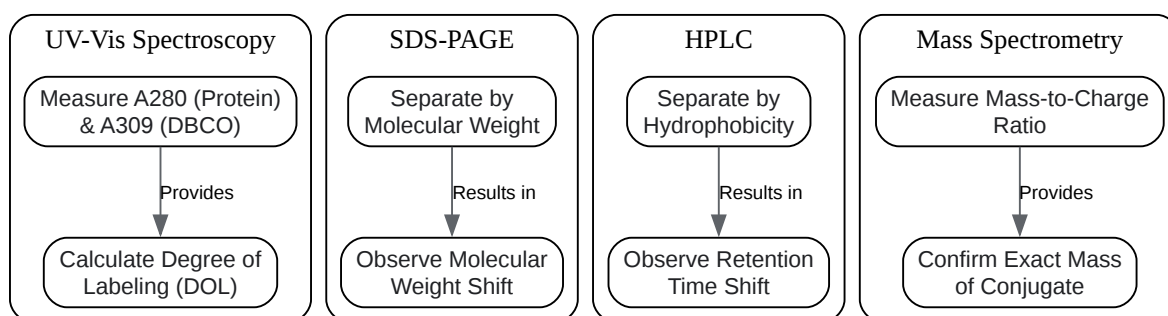 UV-Vis Spectroscopy
Measure A280 (Protein)
& A309 (DBCO)
Provides
Calculate Degree of
Labeling (DOL)
SDS-PAGE
Separate by
Molecular Weight
Results in
Observe Molecular
Weight Shift
HPLC
Separate by
Hydrophobicity
Results in
Observe Retention
Time Shift
Mass Spectrometry
Measure Mass-to-Charge
Ratio
Provides
Confirm Exact Mass
of Conjugate